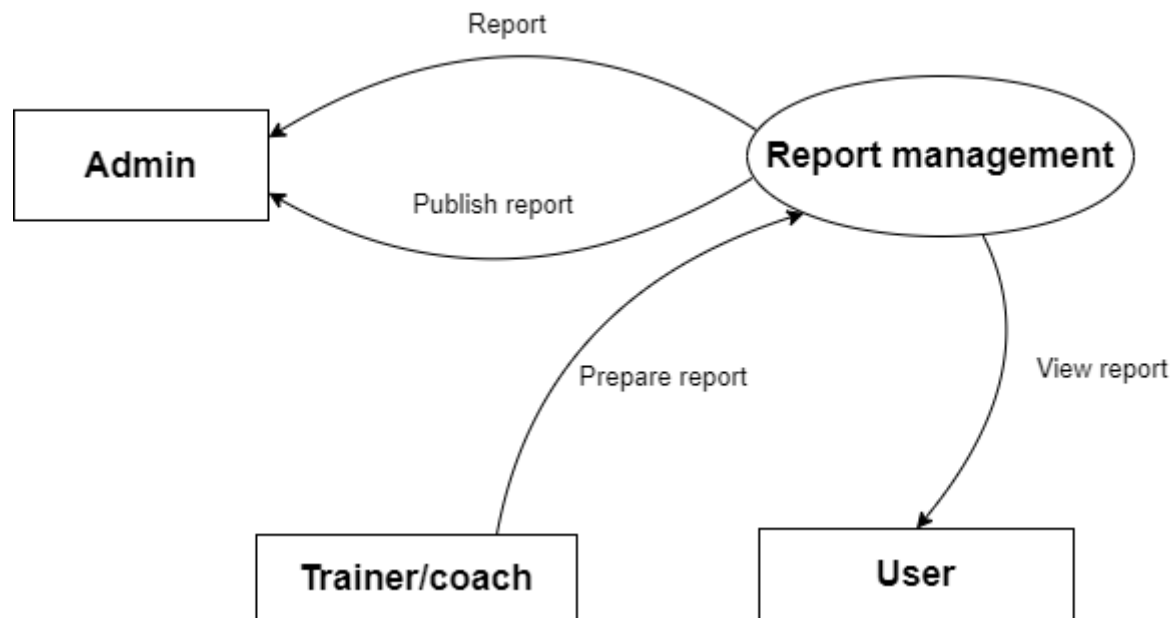 Report
Admin
Report management
Publish report
Prepare report
View report
Trainer/coach
User